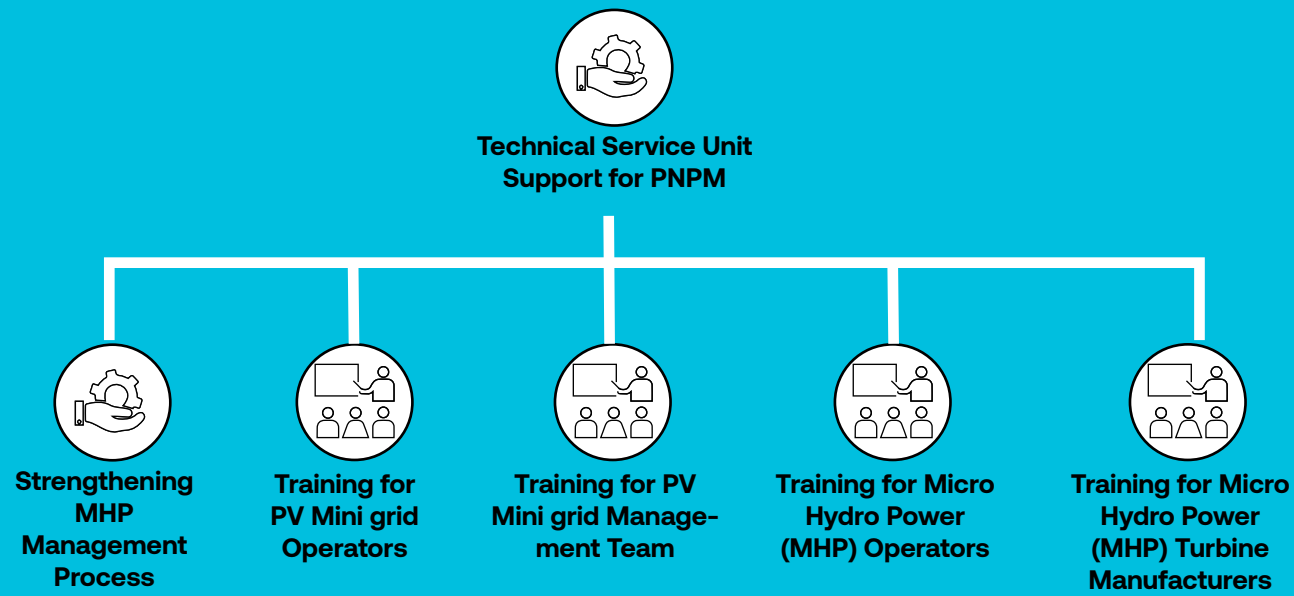 Technical Service Unit
Support for PNPM
Strengthening
MHP
Management
Process
Training for
PV Mini grid
Operators
Training for PV
Mini grid Manage-
ment Team
Training for Micro
Hydro Power
(MHP) Operators
Training for Micro
Hydro Power
(MHP) Turbine
Manufacturers